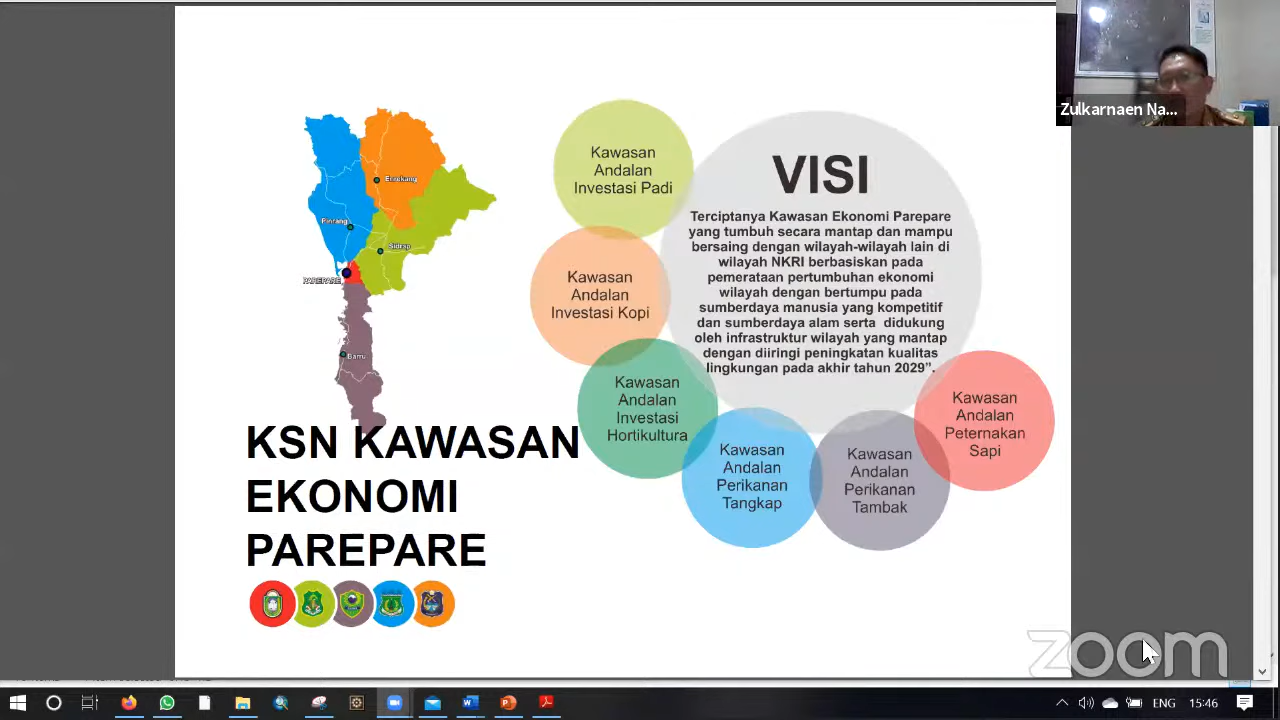 Zulkarnaen Na...
Enrekang
Pinrang
Sidrap
PAREPARE
Barru
KSN KAWASAN
EKONOMI
PAREPARE
Kawasan
Andalan
Investasi Padi
Kawasan
Andalan
Investasi Kopi
Kawasan
Andalan
Investasi
Hortikultura
Kawasan
Andalan
Perikanan
Tangkap
Kawasan
Andalan
Perikanan
Tambak
Kawasan
Andalan
Peternakan
Sapi
VISI
Terciptanya Kawasan Ekonomi Parepare
yang tumbuh secara mantap dan mampu
bersaing dengan wilayah-wilayah lain di
wilayah NKRI berbasiskan pada
pemerataan pertumbuhan ekonomi
wilayah dengan bertumpu pada
sumberdaya manusia yang kompetitif
dan sumberdaya alam serta didukung
oleh infrastruktur wilayah yang mantap
dengan diiringi peningkatan kualitas
lingkungan pada akhir tahun 2029”.
zoom
ENG
15:46